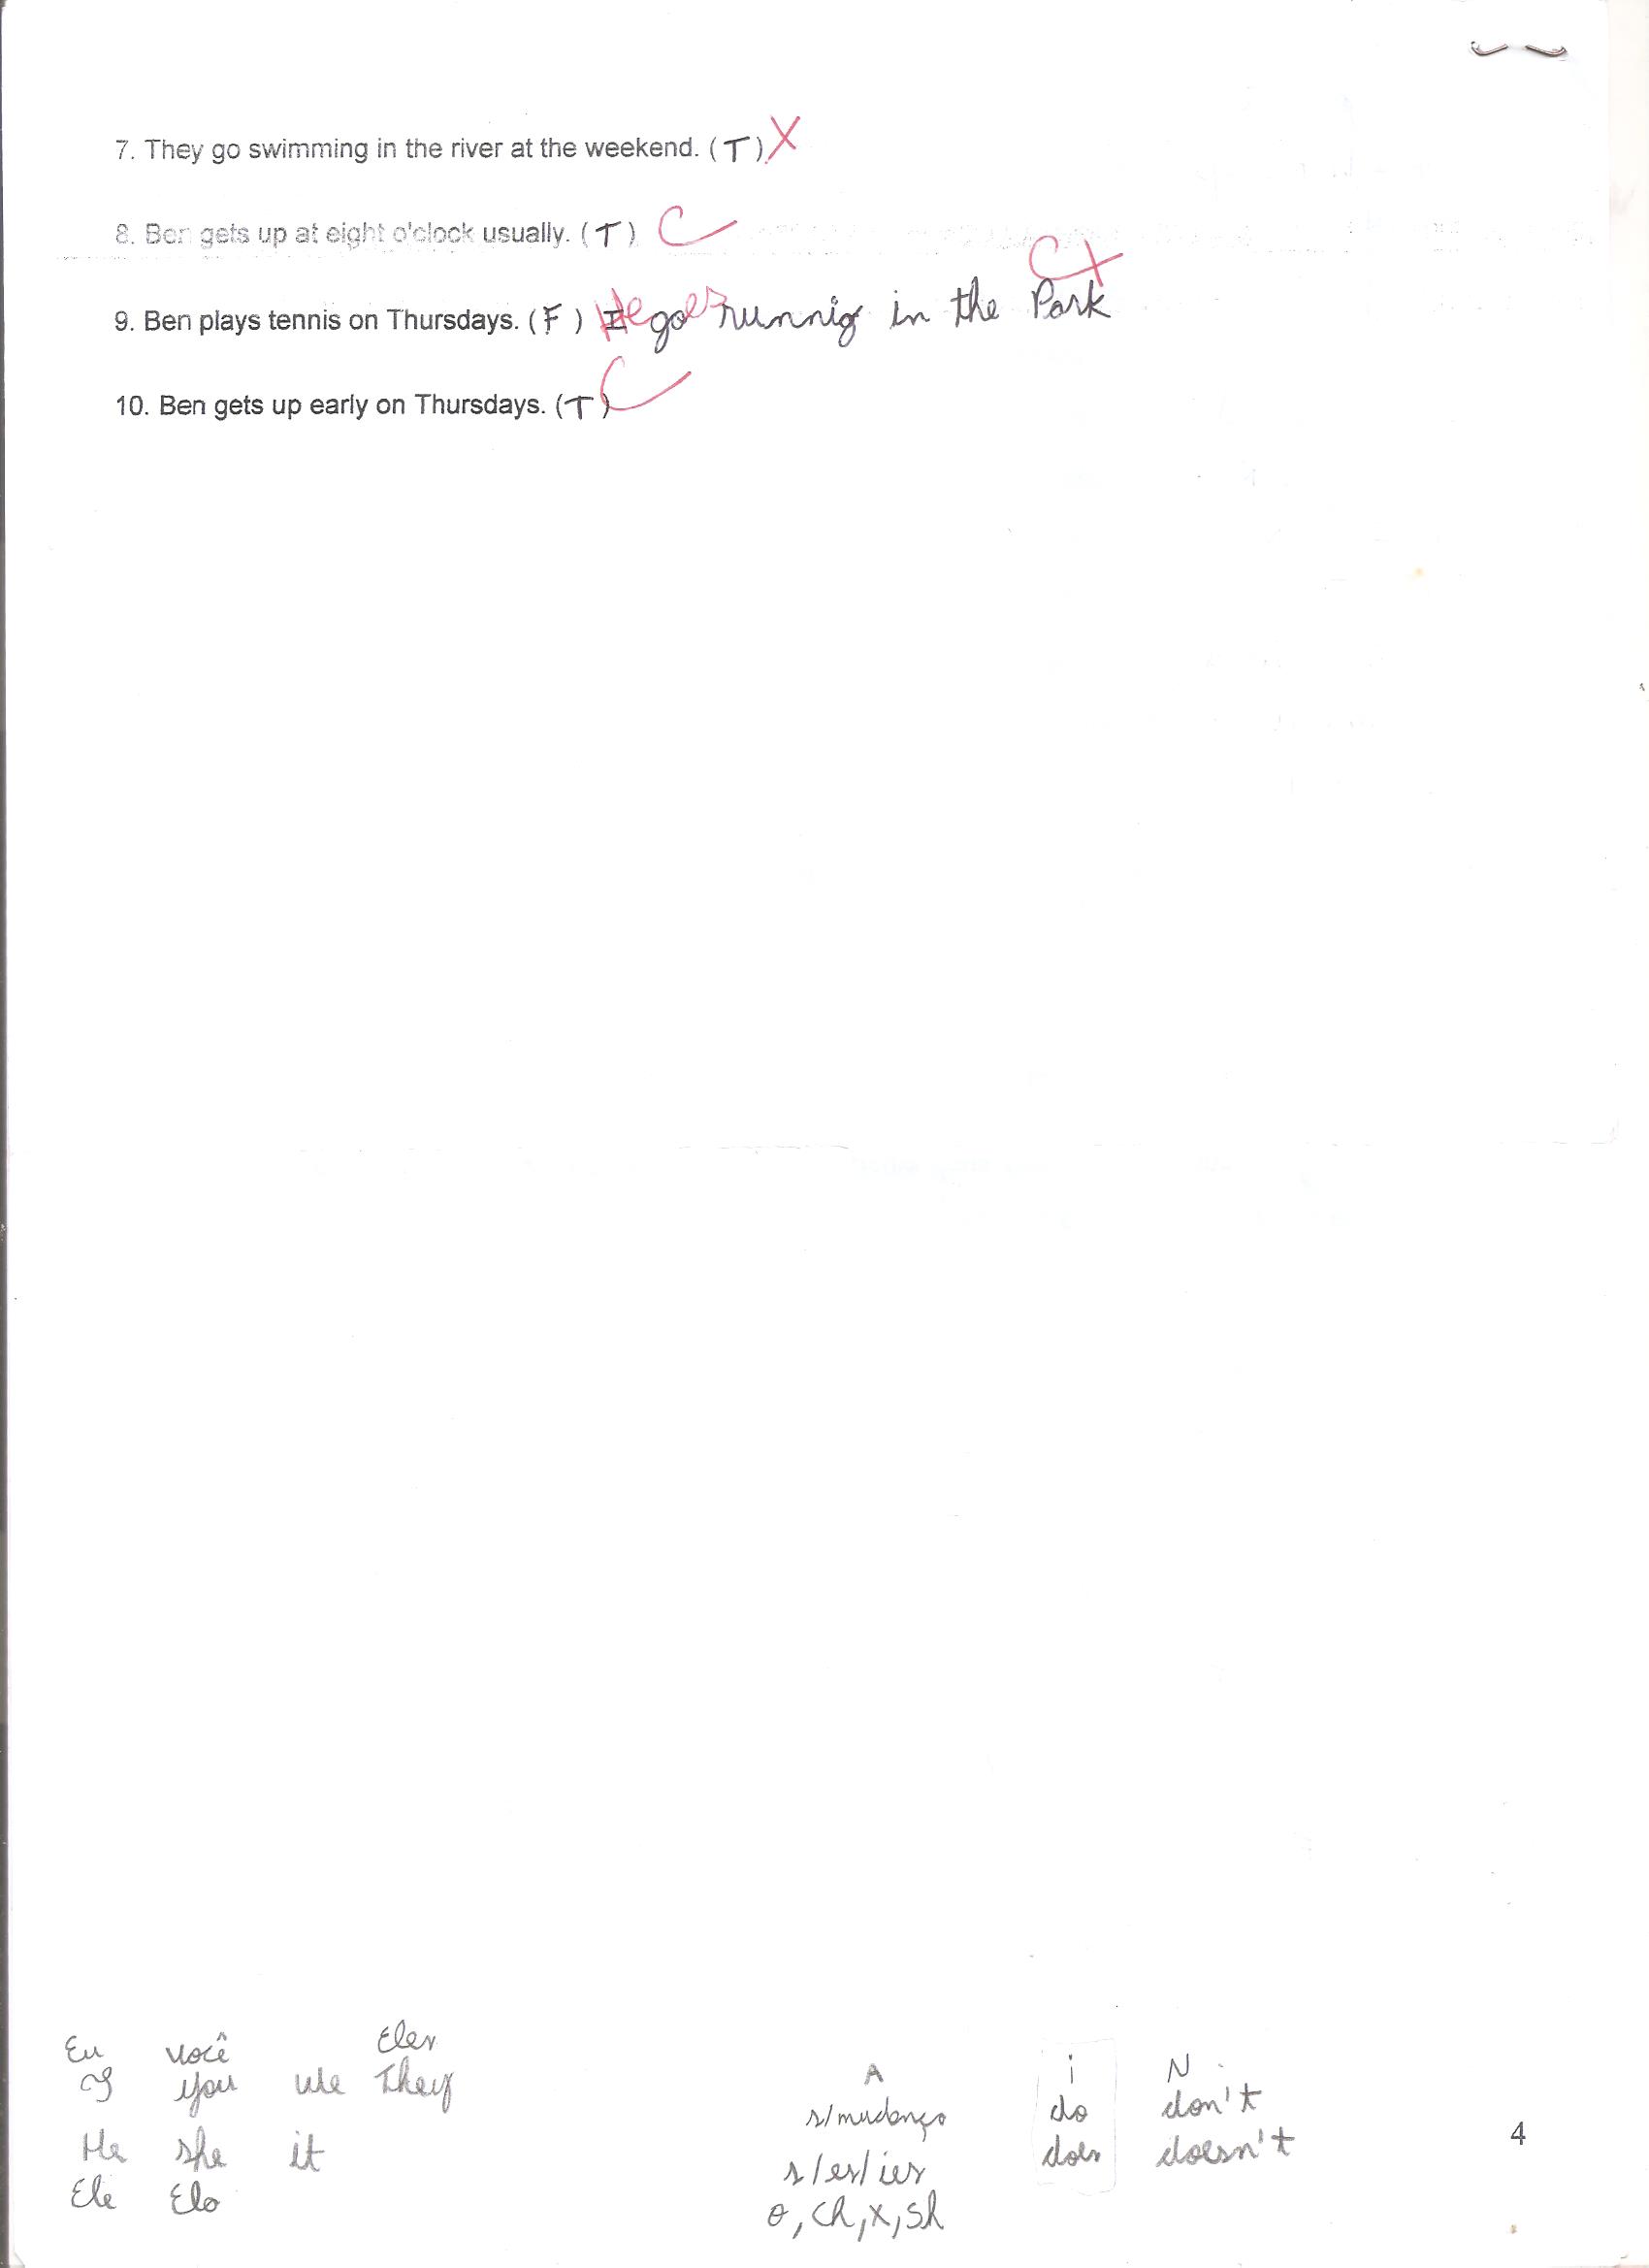 7. They go swimming in the river at the weekend. (T) X
8. Ben gets up at eight o'clock usually. (T) C
9. Ben plays tennis on Thursdays. (F) I He goes runnig in the Park C
10. Ben gets up early on Thursdays. (T) C
Eu você Eles
I you we They
He she it
Ele Ela
A i N
s/mudança do don't
s/es/ies does doesn't
o, ch, x, sh
4